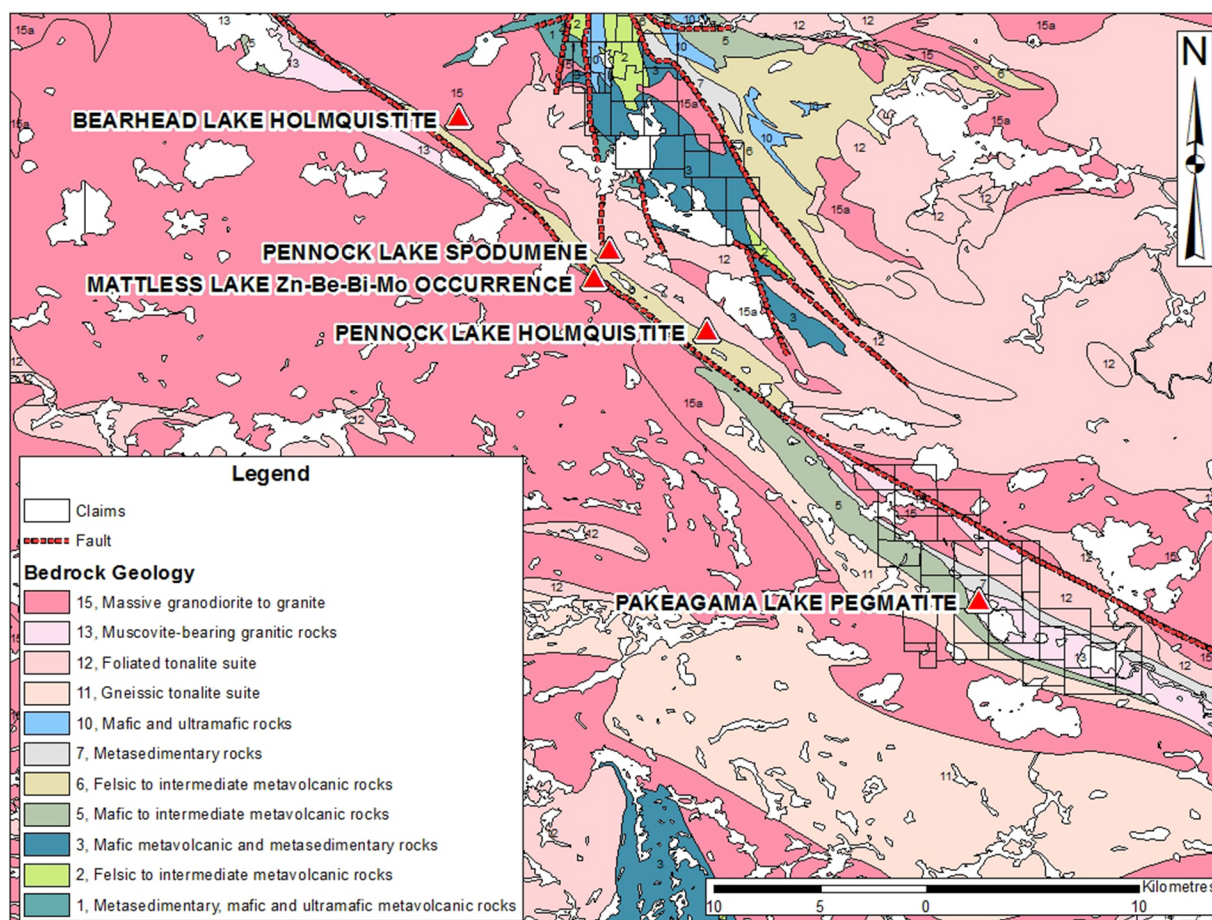 BEARHEAD LAKE HOLMQUISTITE
N
PENNOCK LAKE SPODUMENE
MATTLESS LAKE Zn-Be-Bi-Mo OCCURRENCE
PENNOCK LAKE HOLMQUISTITE
PAKEAGAMA LAKE PEGMATITE
Legend
Claims
Fault
Bedrock Geology
15, Massive granodiorite to granite
13, Muscovite-bearing granitic rocks
12, Foliated tonalite suite
11, Gneissic tonalite suite
10, Mafic and ultramafic rocks
7, Metasedimentary rocks
6, Felsic to intermediate metavolcanic rocks
5, Mafic to intermediate metavolcanic rocks
3, Mafic metavolcanic and metasedimentary rocks
2, Felsic to intermediate metavolcanic rocks
1, Metasedimentary, mafic and ultramafic metavolcanic rocks
Kilometres
10 5 0 10